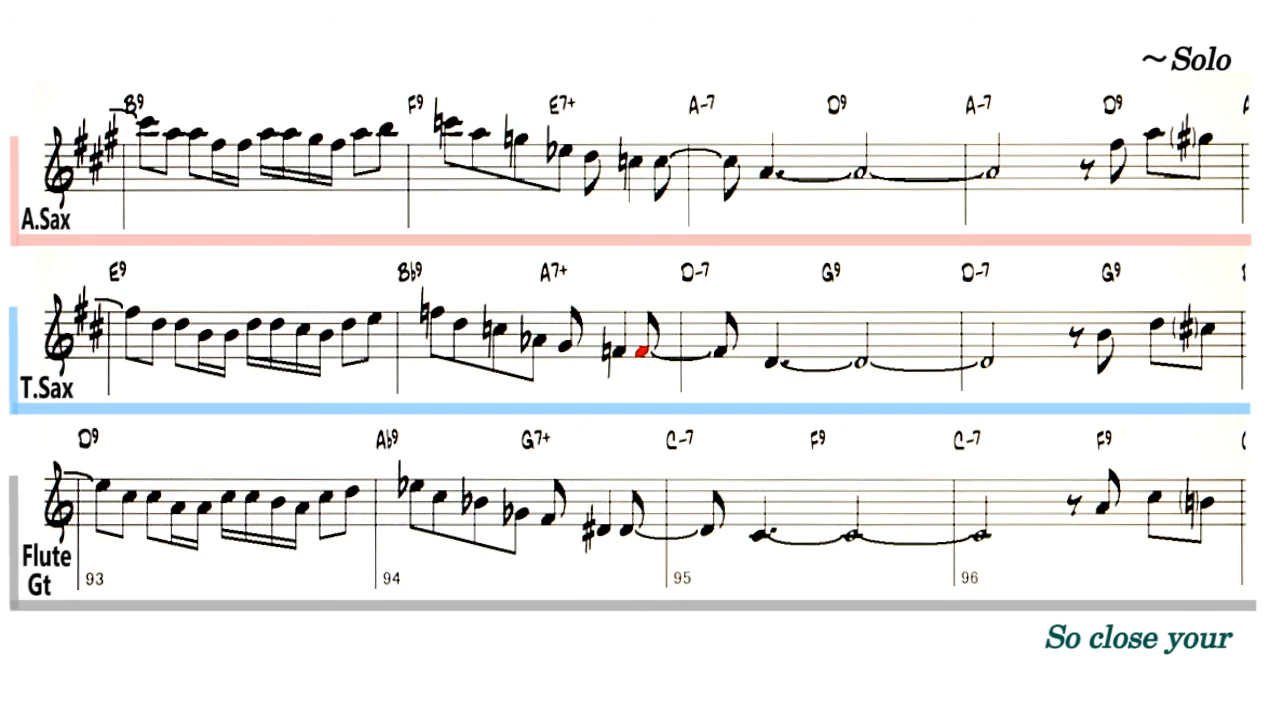 ~Solo
B9 F9 E7+ A-7 D9 A-7 D9
A.Sax
E9 Bb9 A7+ D-7 G9 D-7 G9
T.Sax
D9 Ab9 G7+ C-7 F9 C-7 F9
Flute
Gt
93 94 95 96
So close your